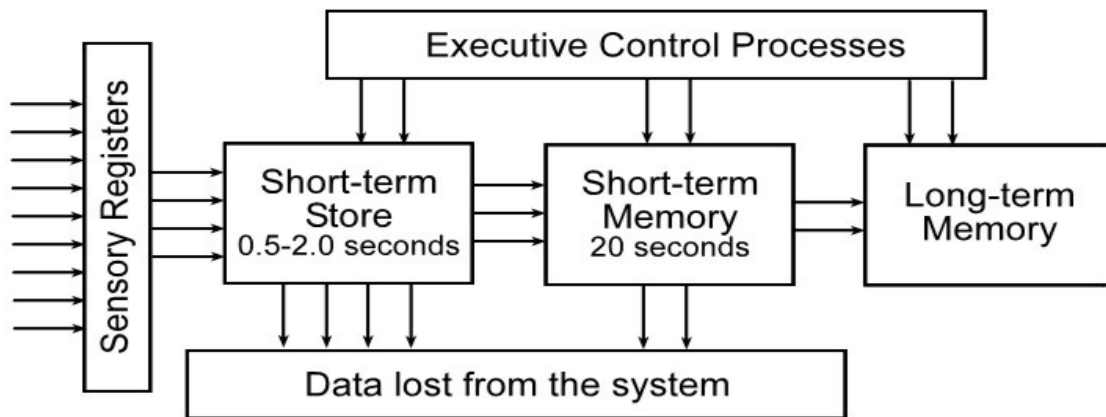 Executive Control Processes
Sensory Registers
Short-term
Store
0.5-2.0 seconds
Short-term
Memory
20 seconds
Long-term
Memory
Data lost from the system